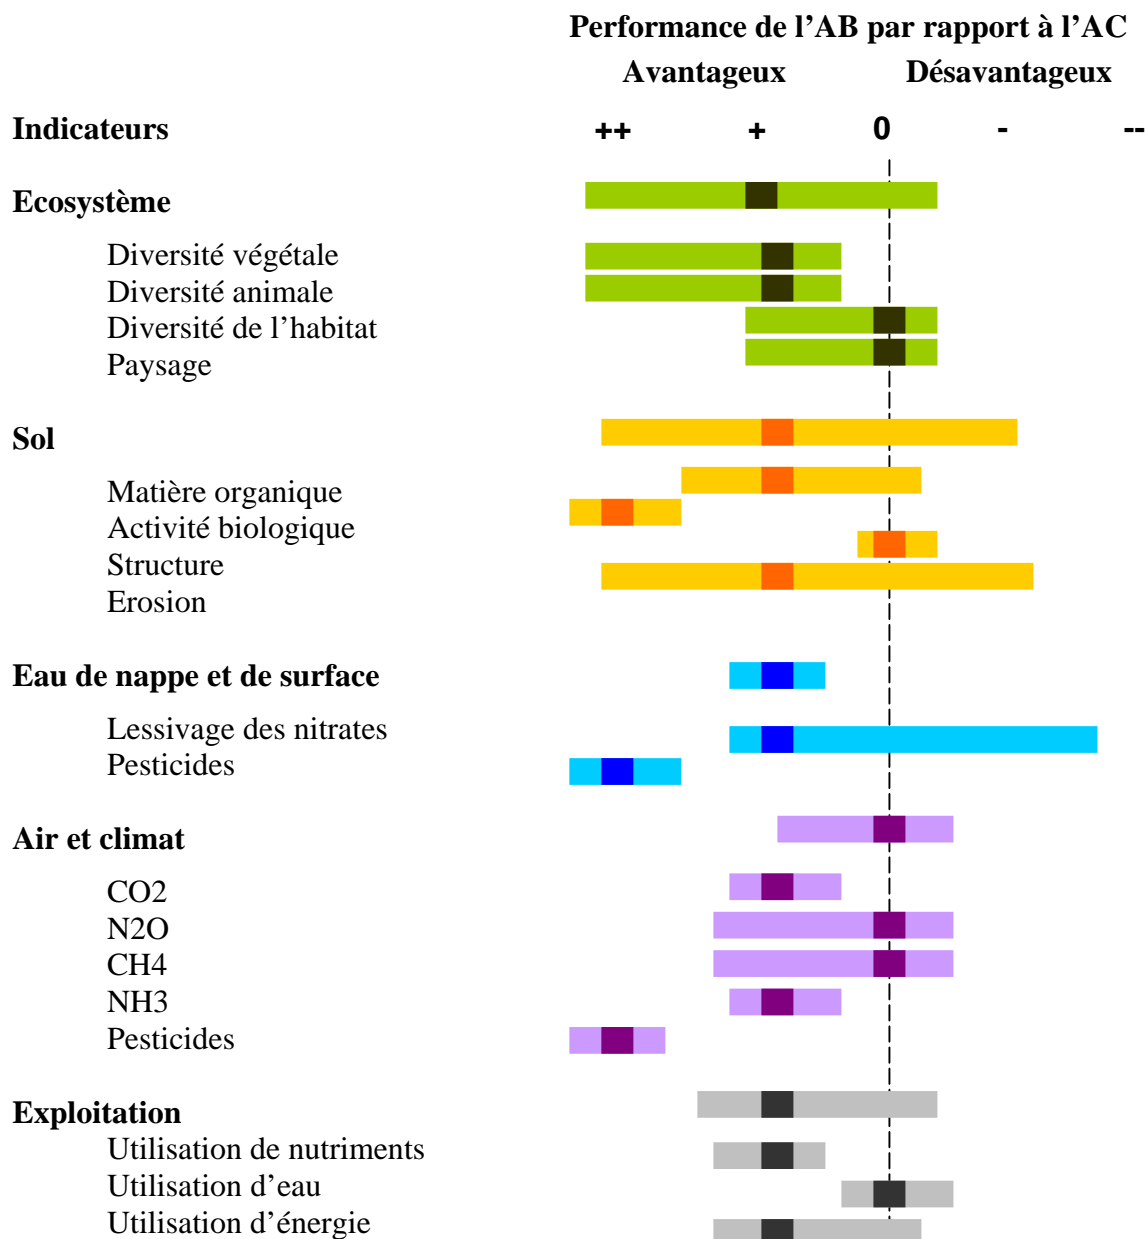 Performance de l’AB par rapport à l’AC
Avantageux Désavantageux
Indicateurs ++ + 0 - --
Ecosystème
Diversité végétale
Diversité animale
Diversité de l’habitat
Paysage
Sol
Matière organique
Activité biologique
Structure
Erosion
Eau de nappe et de surface
Lessivage des nitrates
Pesticides
Air et climat
CO2
N2O
CH4
NH3
Pesticides
Exploitation
Utilisation de nutriments
Utilisation d’eau
Utilisation d’énergie